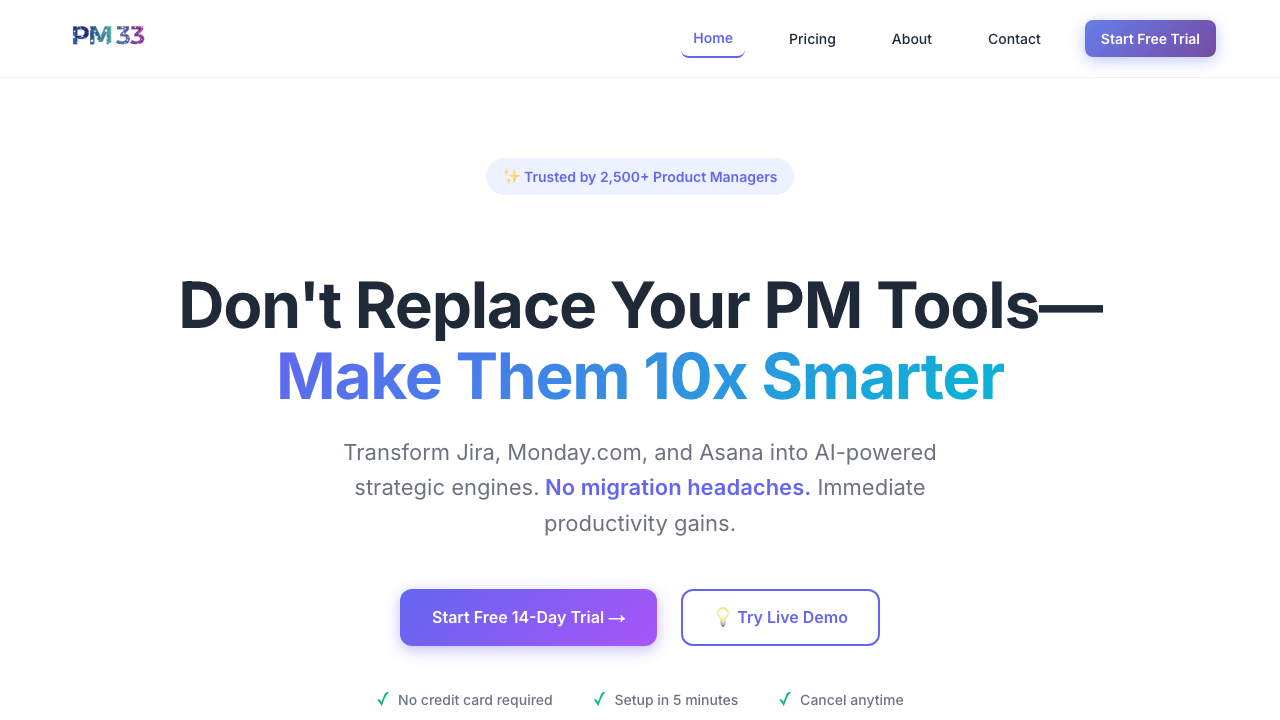 PM 33
Home
Pricing
About
Contact
Start Free Trial
✨ Trusted by 2,500+ Product Managers
Don't Replace Your PM Tools—
Make Them 10x Smarter
Transform Jira, Monday.com, and Asana into AI-powered
strategic engines. No migration headaches. Immediate
productivity gains.
Start Free 14-Day Trial →
💡 Try Live Demo
✓ No credit card required
✓ Setup in 5 minutes
✓ Cancel anytime